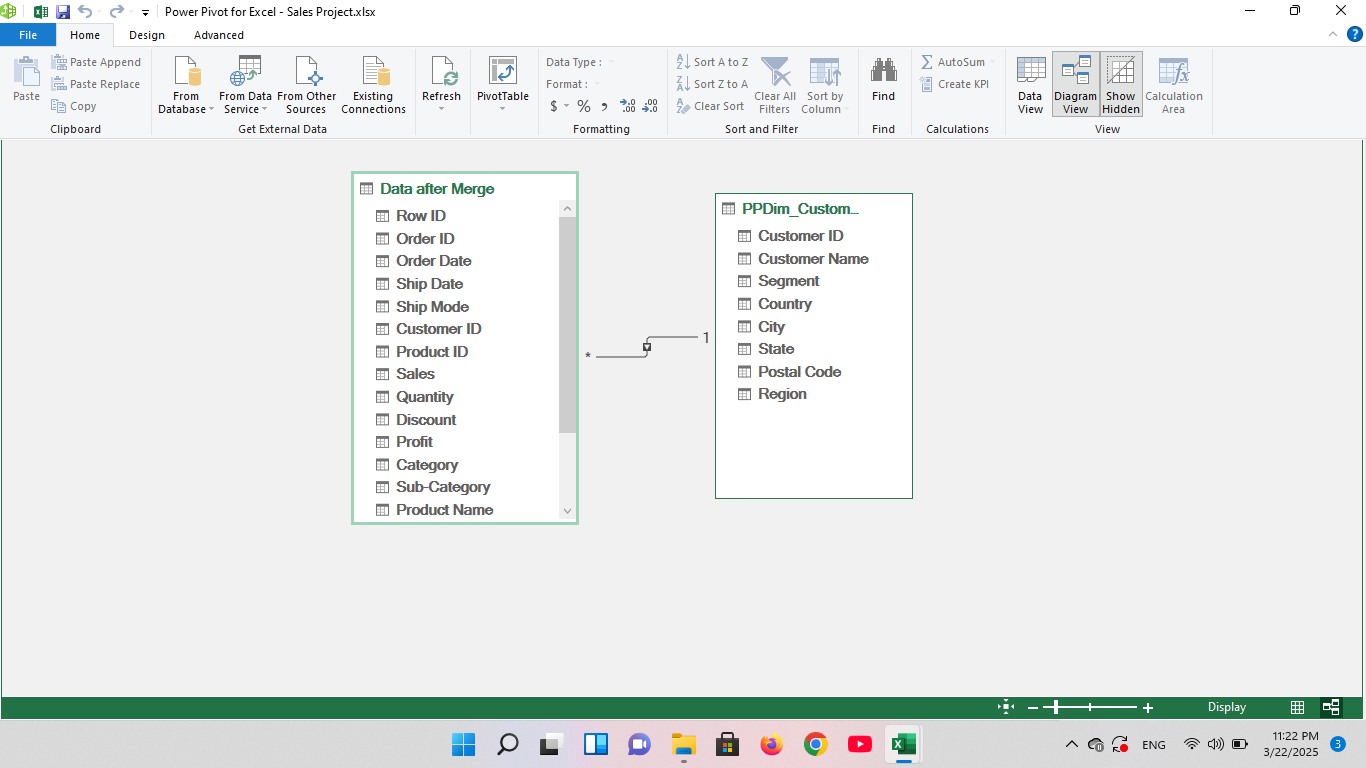 Power Pivot for Excel - Sales Project.xlsx
File Home Design Advanced
Paste
Paste Append
Paste Replace
Copy
Clipboard
From Database
From Data Service
From Other Sources
Existing Connections
Get External Data
Refresh
PivotTable
Data Type :
Format :
$ % , .00 .00
Formatting
Sort A to Z
Sort Z to A
Clear Sort
Clear All Filters
Sort by Column
Sort and Filter
Find
Find
AutoSum
Create KPI
Calculations
Data View
Diagram View
Show Hidden
Calculation Area
View
Data after Merge
Row ID
Order ID
Order Date
Ship Date
Ship Mode
Customer ID
Product ID
Sales
Quantity
Discount
Profit
Category
Sub-Category
Product Name
* 1
PPDim_Custom...
Customer ID
Customer Name
Segment
Country
City
State
Postal Code
Region
Display
ENG
11:22 PM
3/22/2025
3